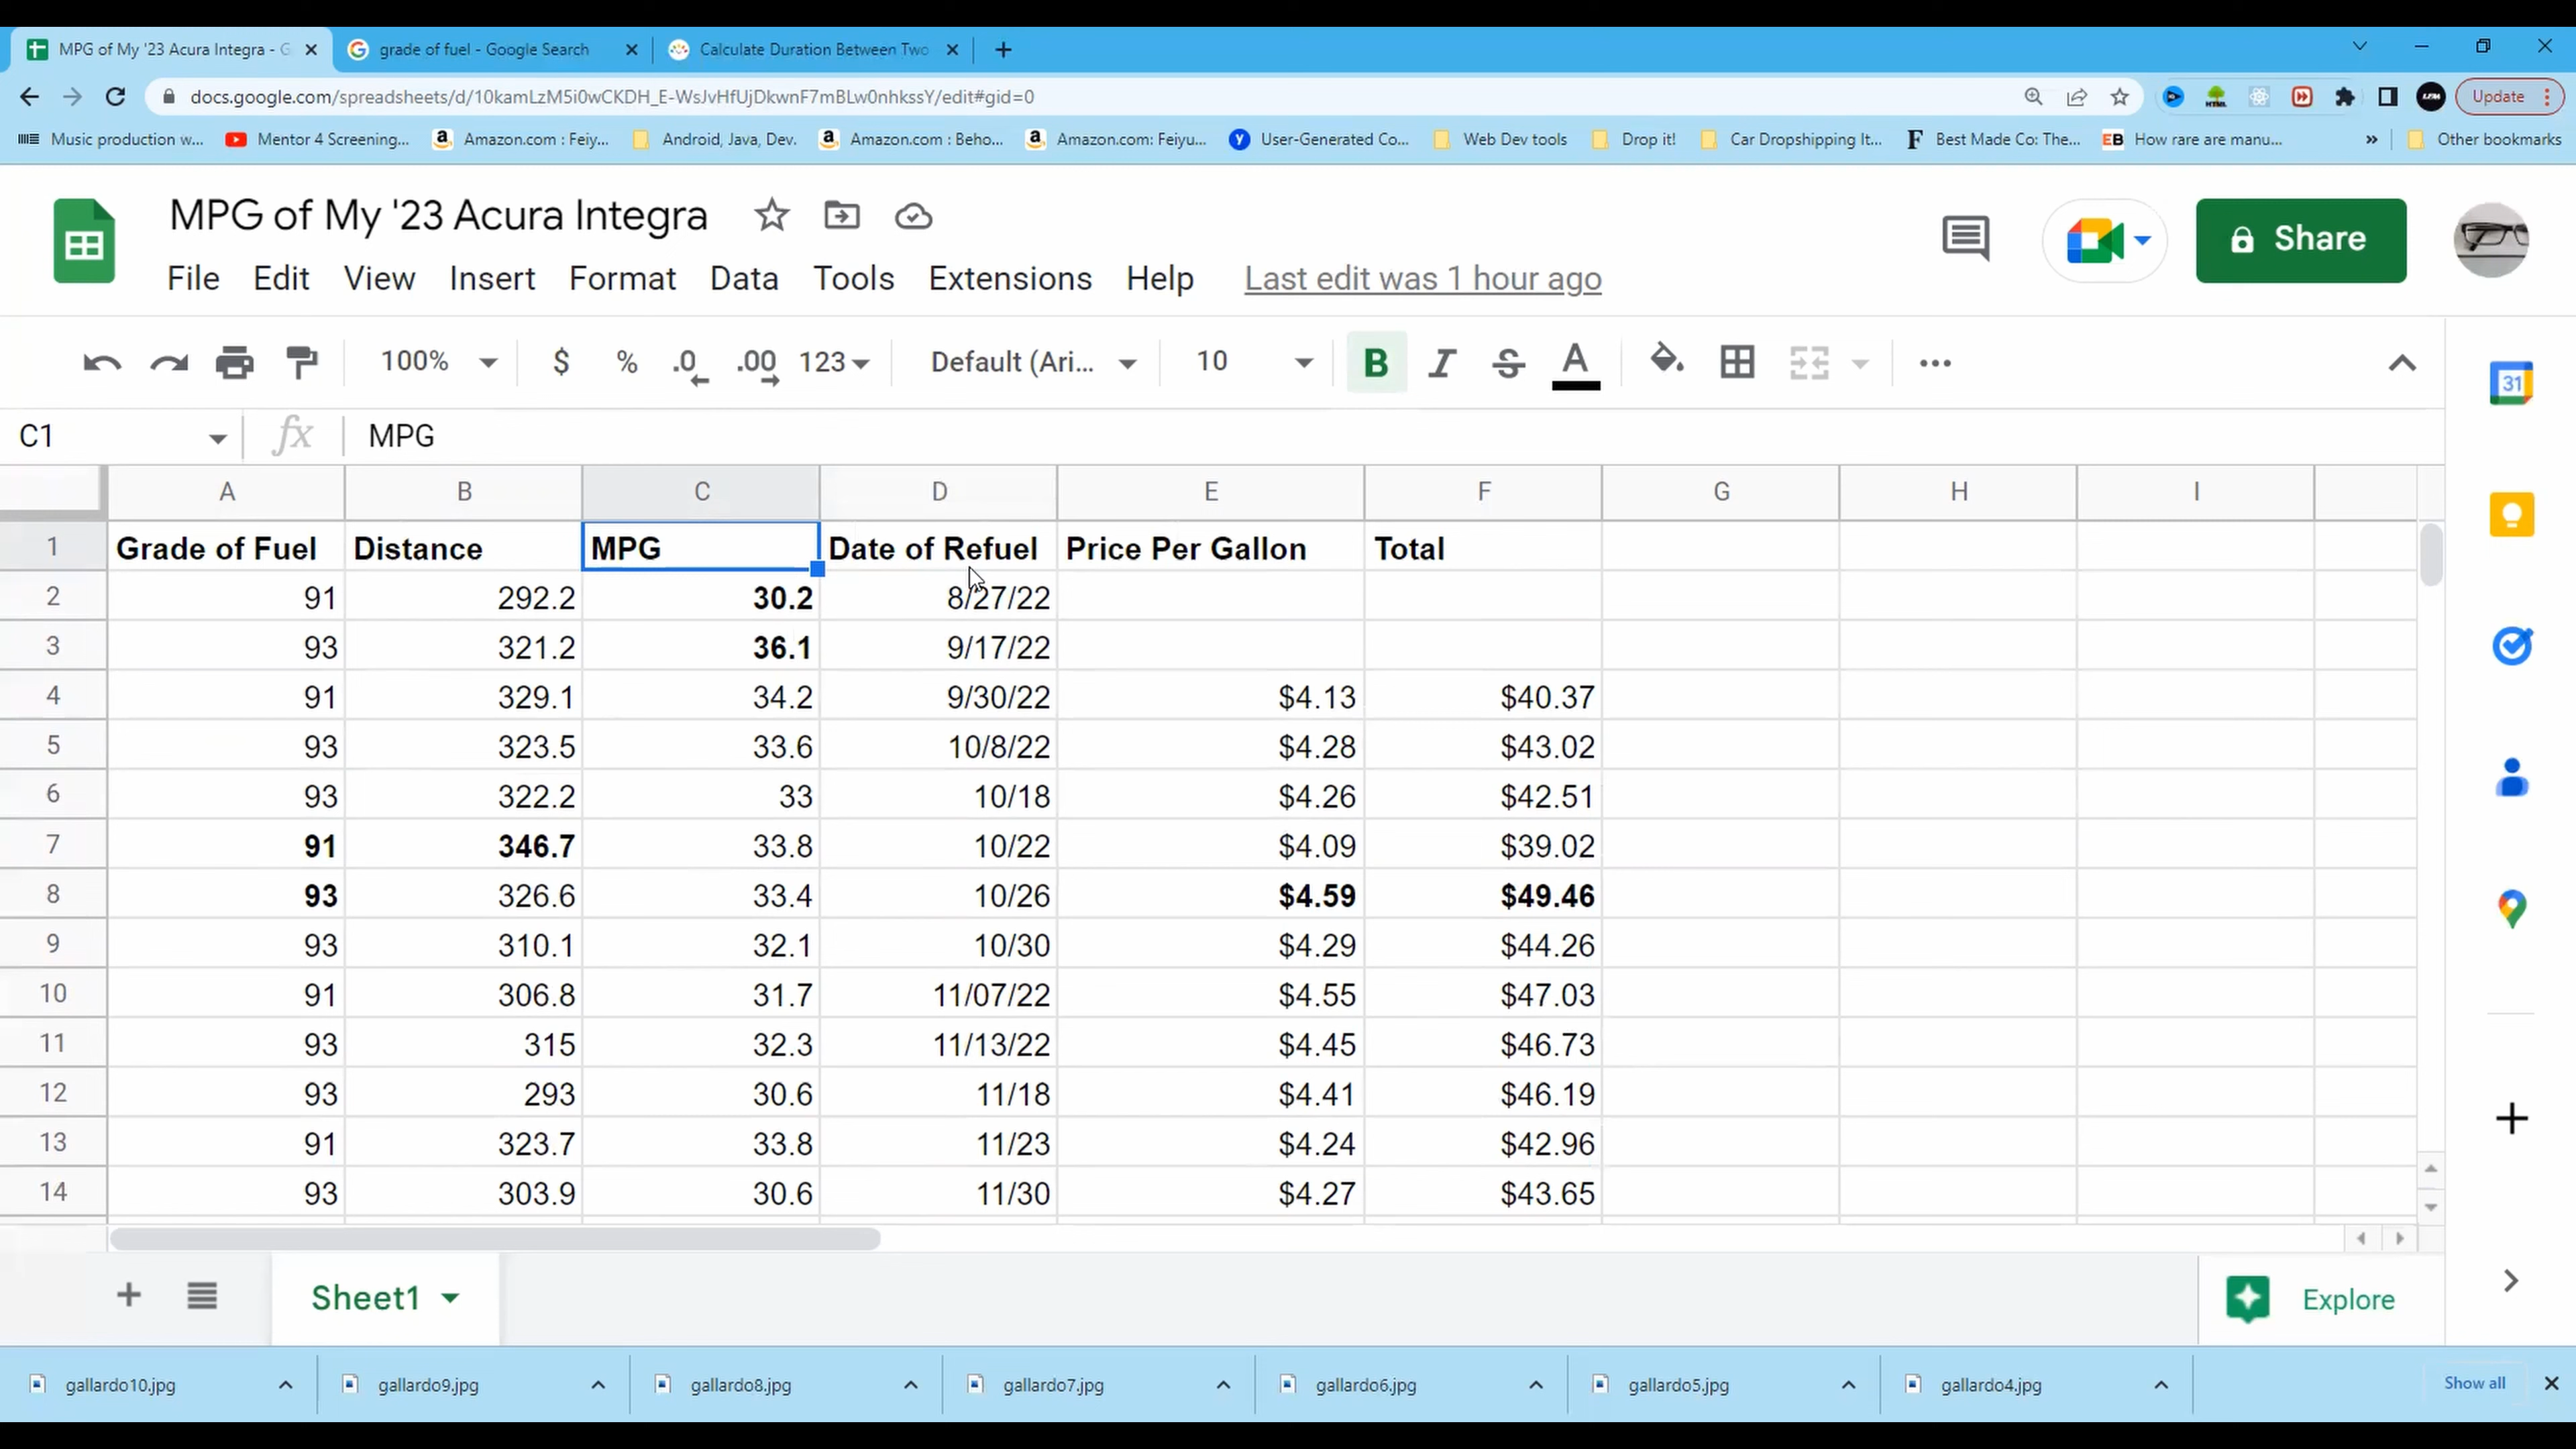 MPG of My '23 Acura Integra - G
grade of fuel - Google Search
Calculate Duration Between Two
docs.google.com/spreadsheets/d/10kamLzM5i0wCKDH_E-WsJvHfUjDkwnF7mBLw0nhkssY/edit#gid=0
Update
Music production w...
Mentor 4 Screening...
Amazon.com : Feiy...
Android, Java, Dev.
Amazon.com : Beho...
Amazon.com: Feiyu...
User-Generated Co...
Web Dev tools
Drop it!
Car Dropshipping It...
Best Made Co: The...
How rare are manu...
Other bookmarks
MPG of My '23 Acura Integra
Share
File Edit View Insert Format Data Tools Extensions Help Last edit was 1 hour ago
100% $ % .0 .00 123 Default (Ari... 10 B I S A
31
C1 fx MPG
A B C D E F G H I
1 Grade of Fuel Distance MPG Date of Refuel Price Per Gallon Total
2 91 292.2 30.2 8/27/22
3 93 321.2 36.1 9/17/22
4 91 329.1 34.2 9/30/22 $4.13 $40.37
5 93 323.5 33.6 10/8/22 $4.28 $43.02
6 93 322.2 33 10/18 $4.26 $42.51
7 91 346.7 33.8 10/22 $4.09 $39.02
8 93 326.6 33.4 10/26 $4.59 $49.46
9 93 310.1 32.1 10/30 $4.29 $44.26
10 91 306.8 31.7 11/07/22 $4.55 $47.03
11 93 315 32.3 11/13/22 $4.45 $46.73
12 93 293 30.6 11/18 $4.41 $46.19
13 91 323.7 33.8 11/23 $4.24 $42.96
14 93 303.9 30.6 11/30 $4.27 $43.65
Sheet1
Explore
gallardo10.jpg gallardo9.jpg gallardo8.jpg gallardo7.jpg gallardo6.jpg gallardo5.jpg gallardo4.jpg Show all